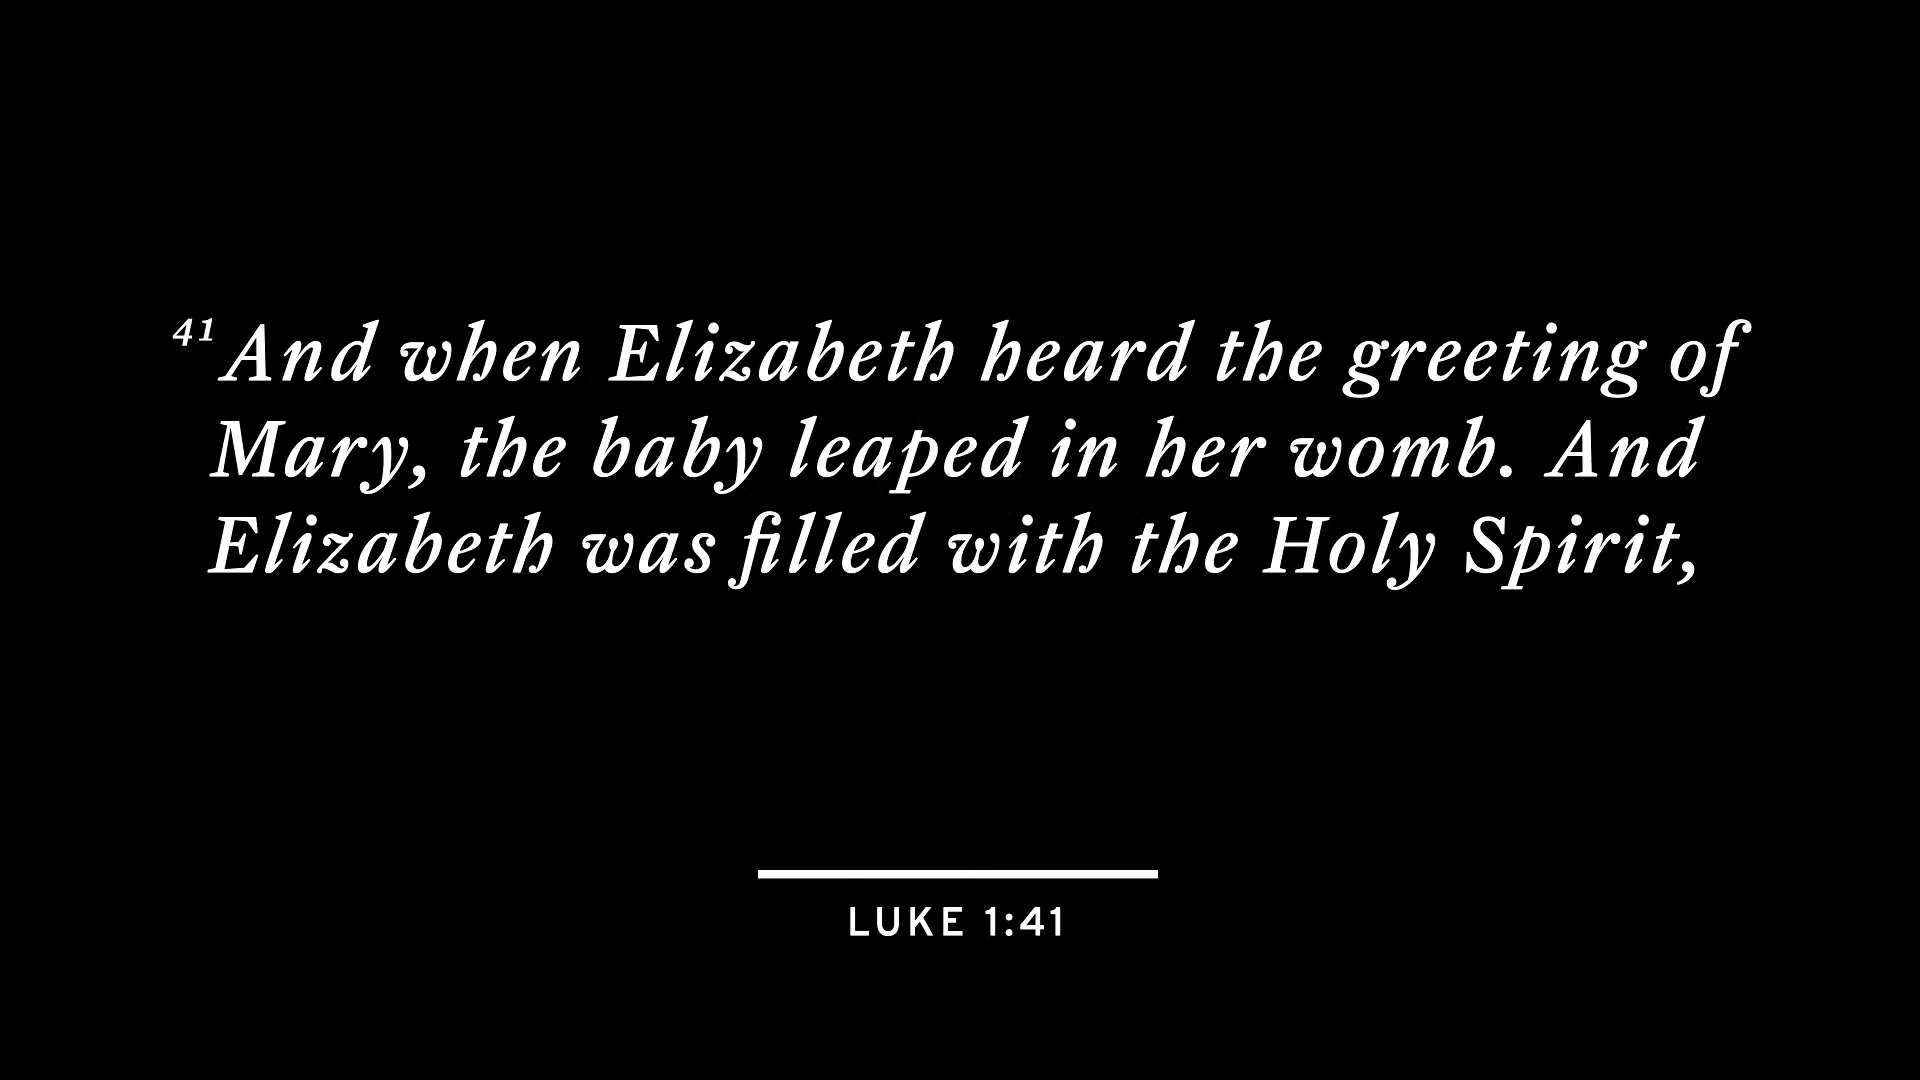 ⁴¹ And when Elizabeth heard the greeting of
Mary, the baby leaped in her womb. And
Elizabeth was filled with the Holy Spirit,
LUKE 1:41